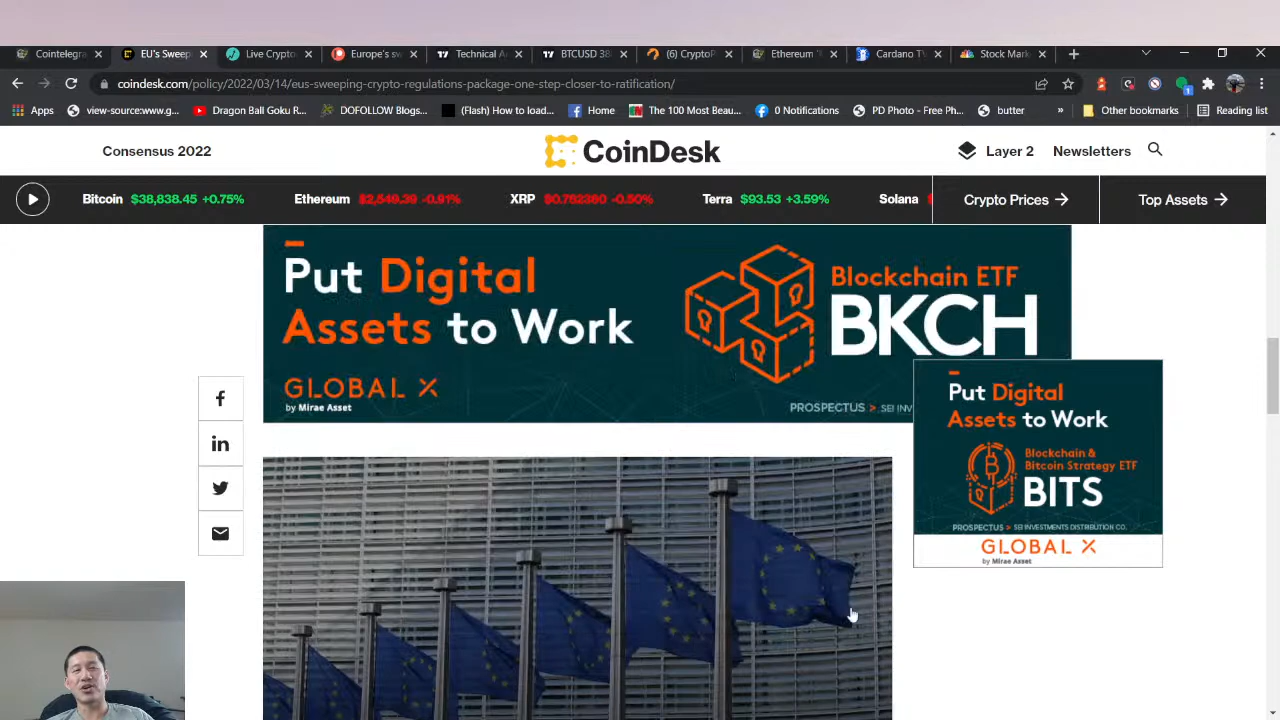 Cointelegra
EU's Sweep
Live Crypto
Europe's sw
Technical A
BTCUSD 38
(6) CryptoP
Ethereum 'K
Cardano TV
Stock Mark
coindesk.com/policy/2022/03/14/eus-sweeping-crypto-regulations-package-one-step-closer-to-ratification/
Apps
view-source:www.g...
Dragon Ball Goku R...
DOFOLLOW Blogs...
(Flash) How to load...
Home
The 100 Most Beau...
0 Notifications
PD Photo - Free Ph...
butter
»
Other bookmarks
Reading list
Consensus 2022
CoinDesk
Layer 2
Newsletters
Bitcoin $38,838.45 +0.75%
Ethereum $2,549.39 -0.91%
XRP $0.762360 -0.50%
Terra $93.53 +3.59%
Solana
Crypto Prices →
Top Assets →
Put Digital
Assets to Work
GLOBAL X
by Mirae Asset
Blockchain ETF
BKCH
PROSPECTUS > SEI INV
Put Digital
Assets to Work
Blockchain &
Bitcoin Strategy ETF
BITS
PROSPECTUS > SEI INVESTMENTS DISTRIBUTION CO.
GLOBAL X
by Mirae Asset